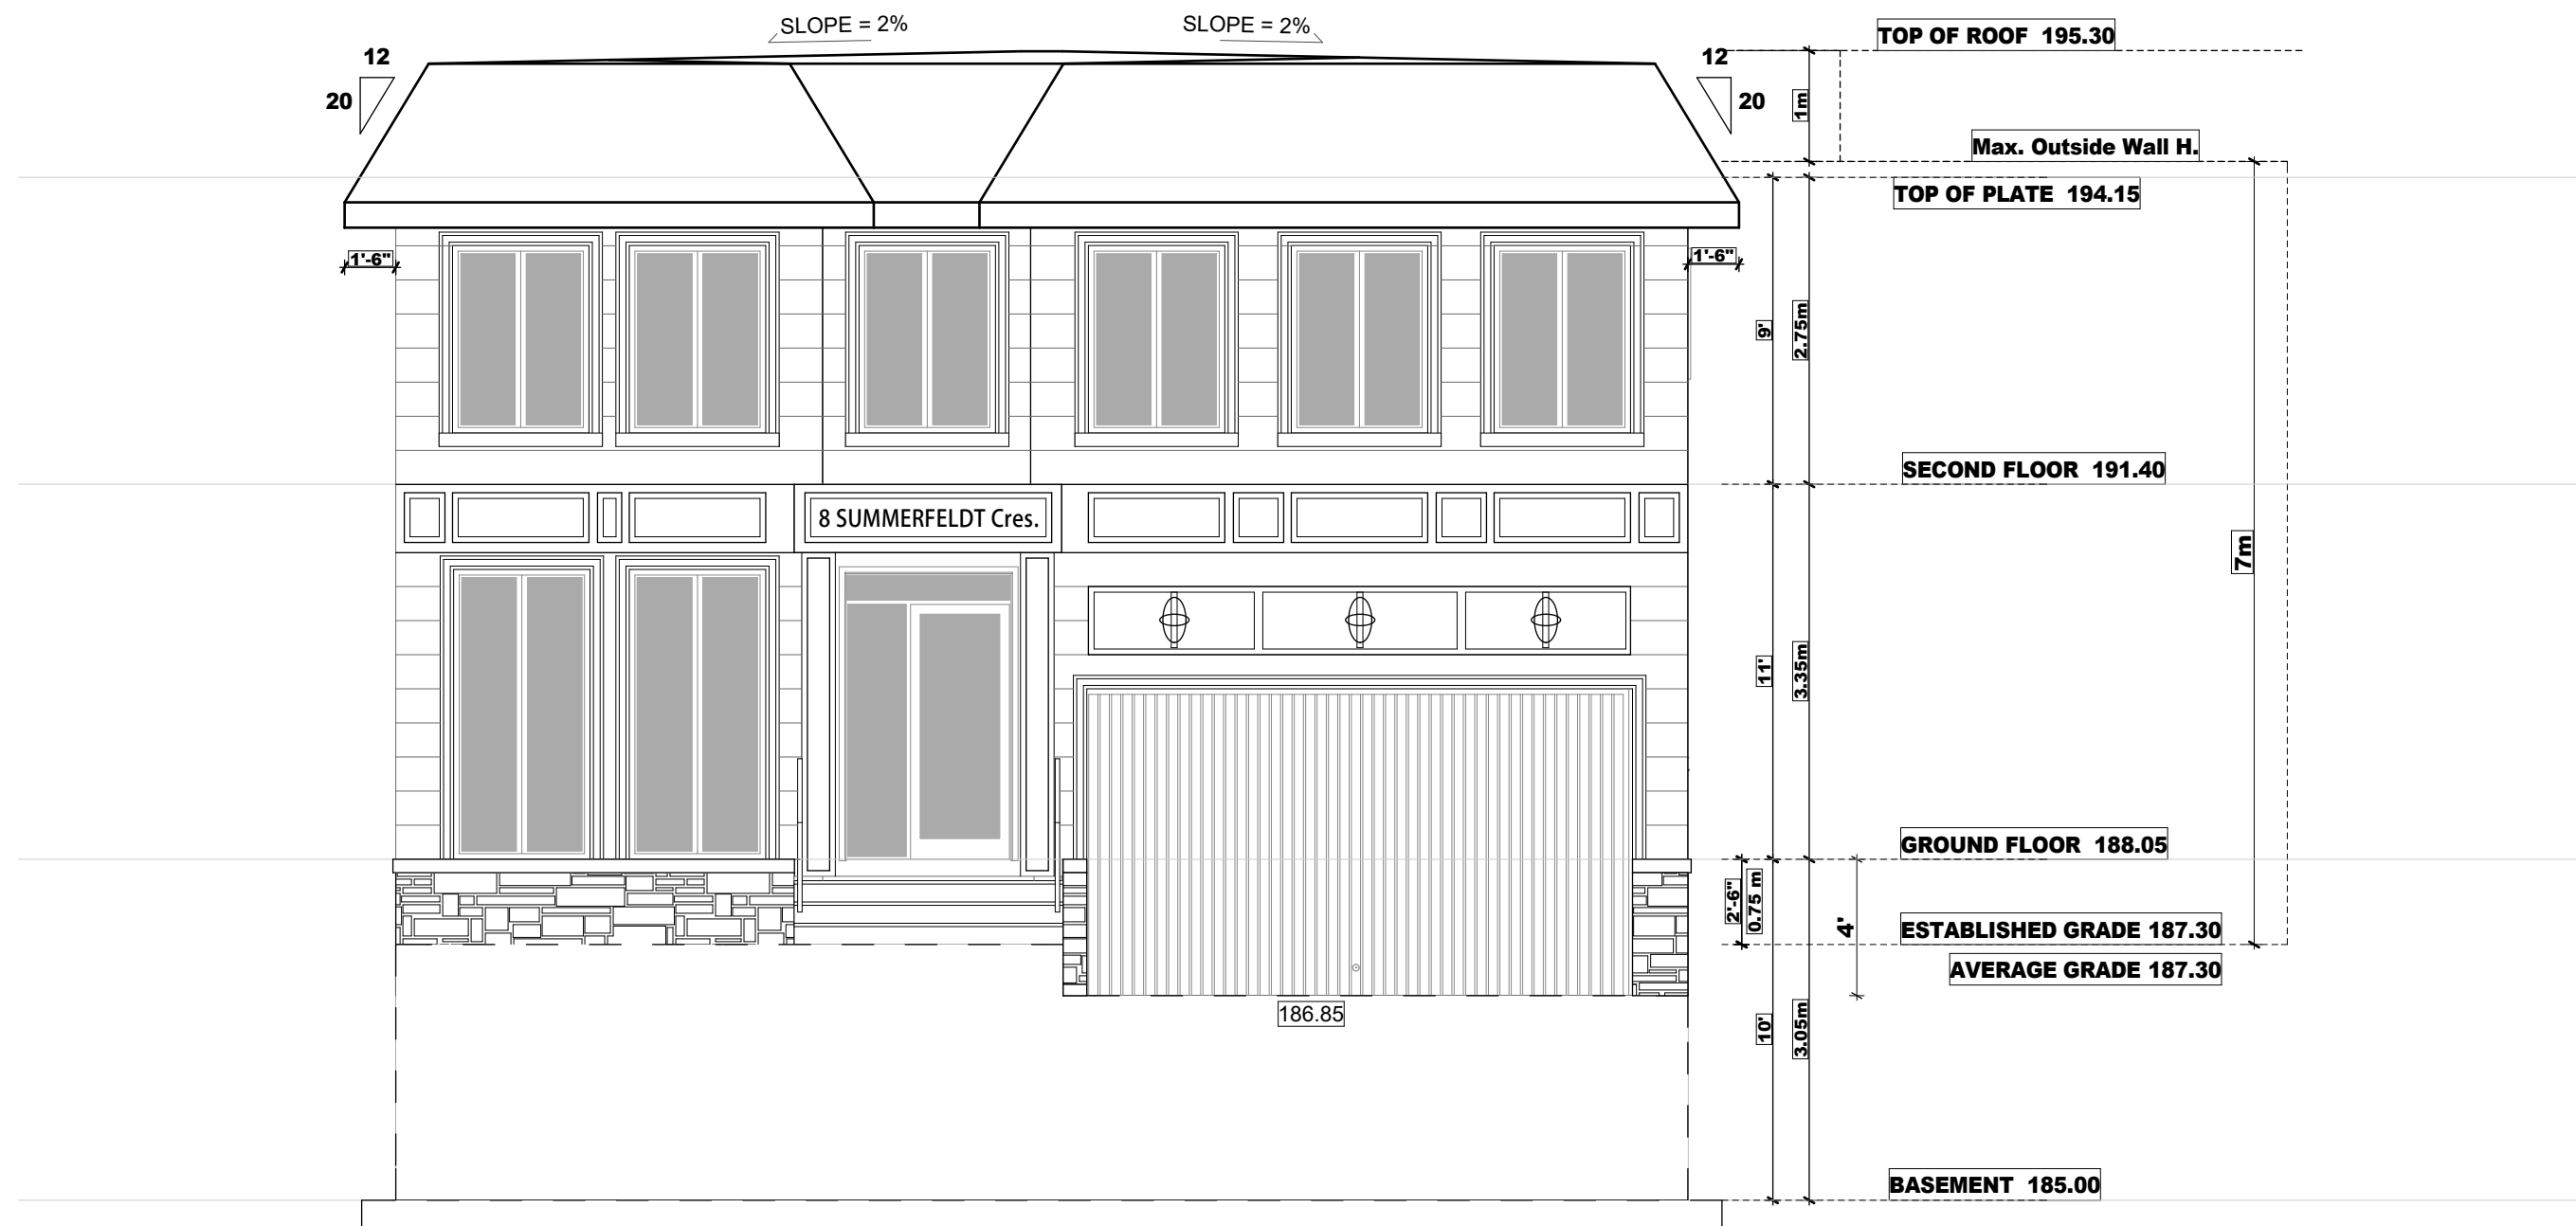 SLOPE = 2%
SLOPE = 2%
TOP OF ROOF 195.30
12
12
20
20
1m
Max. Outside Wall H.
TOP OF PLATE 194.15
1'-6"
1'-6"
9'
2.75m
SECOND FLOOR 191.40
8 SUMMERFELDT Cres.
7m
11'
3.35m
GROUND FLOOR 188.05
2'-6"
0.75 m
4'
ESTABLISHED GRADE 187.30
AVERAGE GRADE 187.30
186.85
10'
3.05m
BASEMENT 185.00